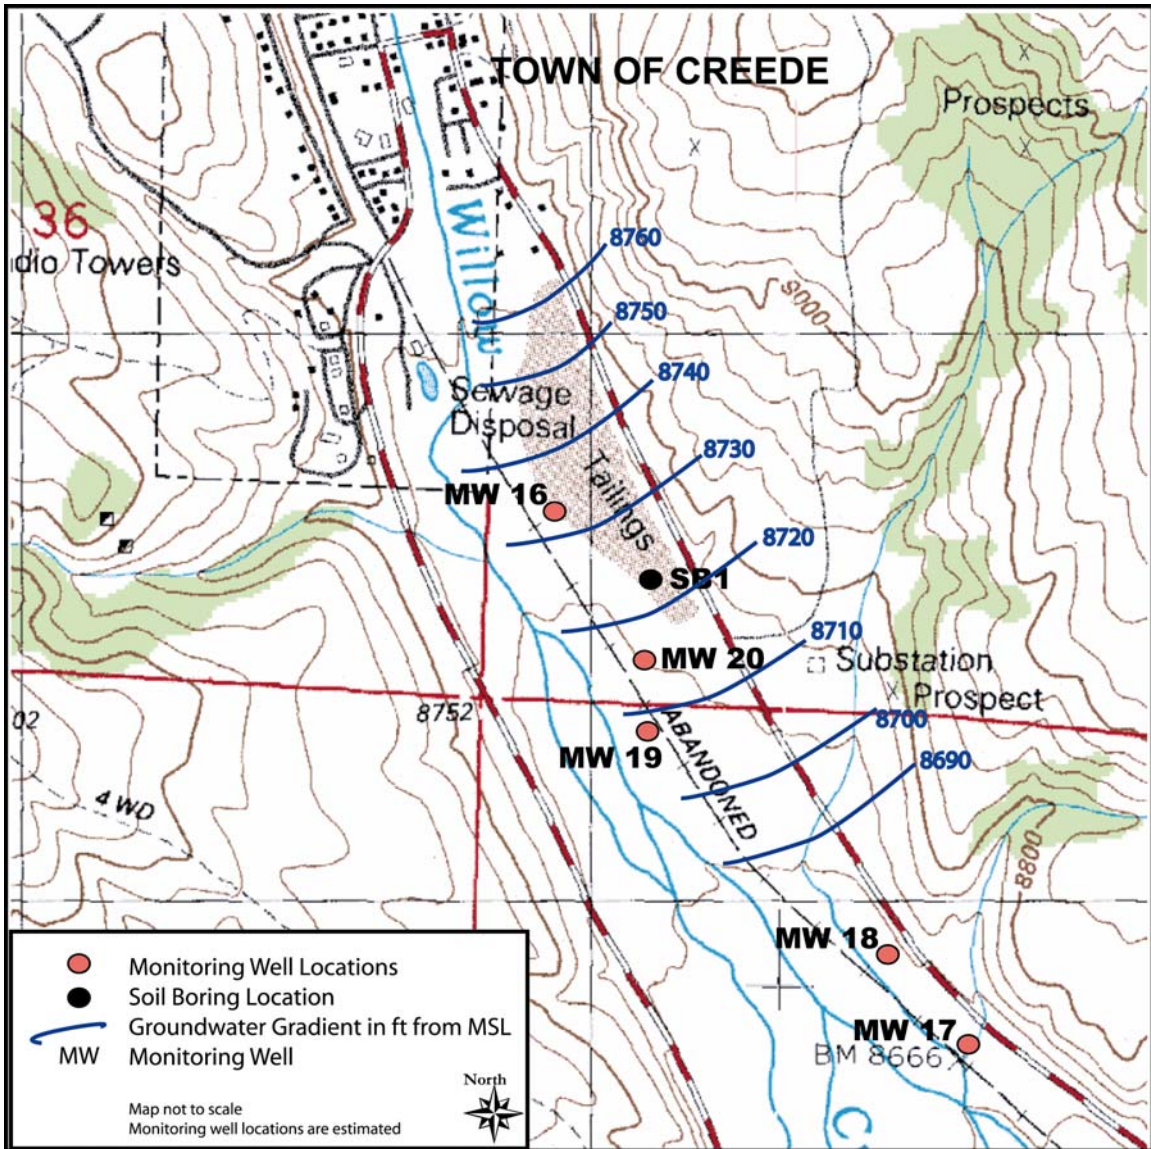 TOWN OF CREEDE
Prospects
36
dio Towers
Willow
8760
9000
8750
8740
Sewage
Disposal
8730
MW 16
Tailings
8720
SB1
8710
MW 20
Substation
Prospect
8752
02
8700
ABANDONED
MW 19
8690
4 WD
8800
MW 18
MW 17
BM 8666
Monitoring Well Locations
Soil Boring Location
Groundwater Gradient in ft from MSL
MW Monitoring Well
North
Map not to scale
Monitoring well locations are estimated